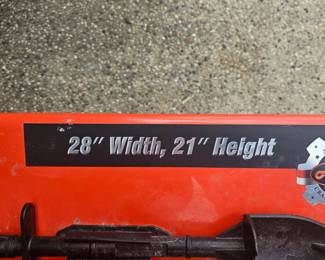 28″ Width, 21″ Height